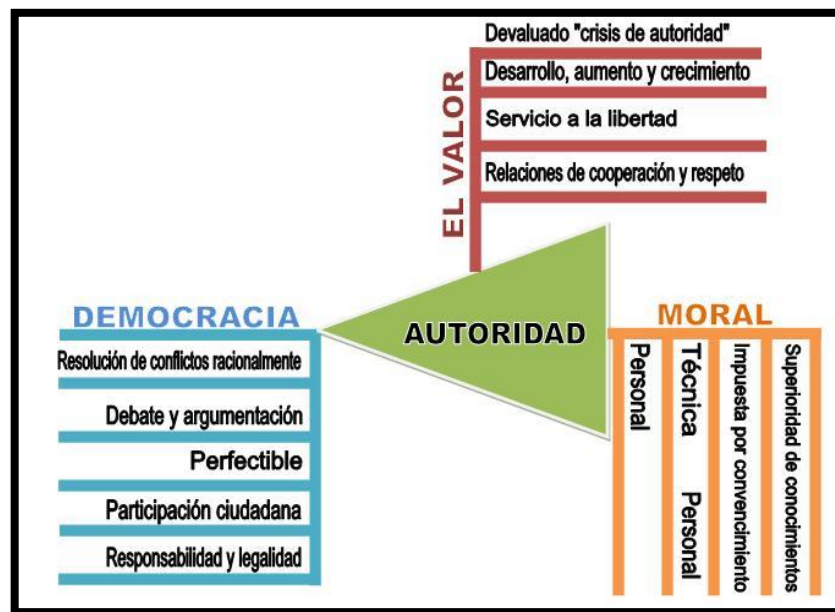 Devaluado "crisis de autoridad"
Desarrollo, aumento y crecimiento
Servicio a la libertad
Relaciones de cooperación y respeto
EL VALOR
AUTORIDAD
DEMOCRACIA
Resolución de conflictos racionalmente
Debate y argumentación
Perfectible
Participación ciudadana
Responsabilidad y legalidad
MORAL
Personal
Técnica Personal
Impuesta por convencimiento
Superioridad de conocimientos